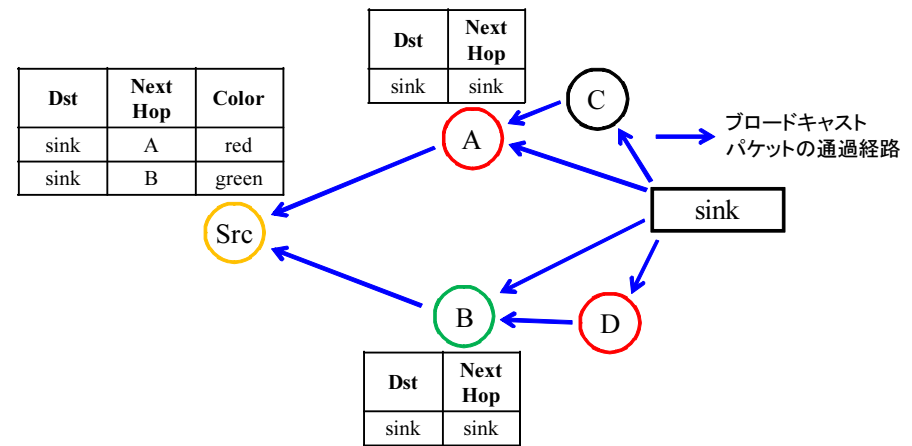 Dst Next Hop
sink sink
Dst Next Hop Color
sink A red
sink B green
C
A
ブロードキャスト
パケットの通過経路
sink
Src
B
D
Dst Next Hop
sink sink